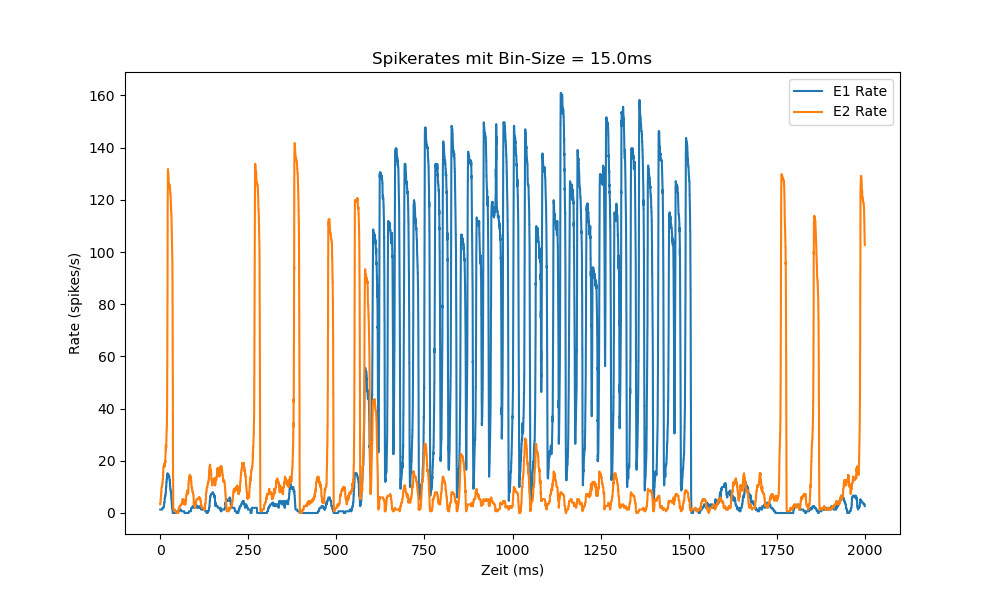 Spikerates mit Bin-Size = 15.0ms
E1 Rate
E2 Rate
160
140
120
100
80
60
40
20
0
Rate (spikes/s)
0 250 500 750 1000 1250 1500 1750 2000
Zeit (ms)